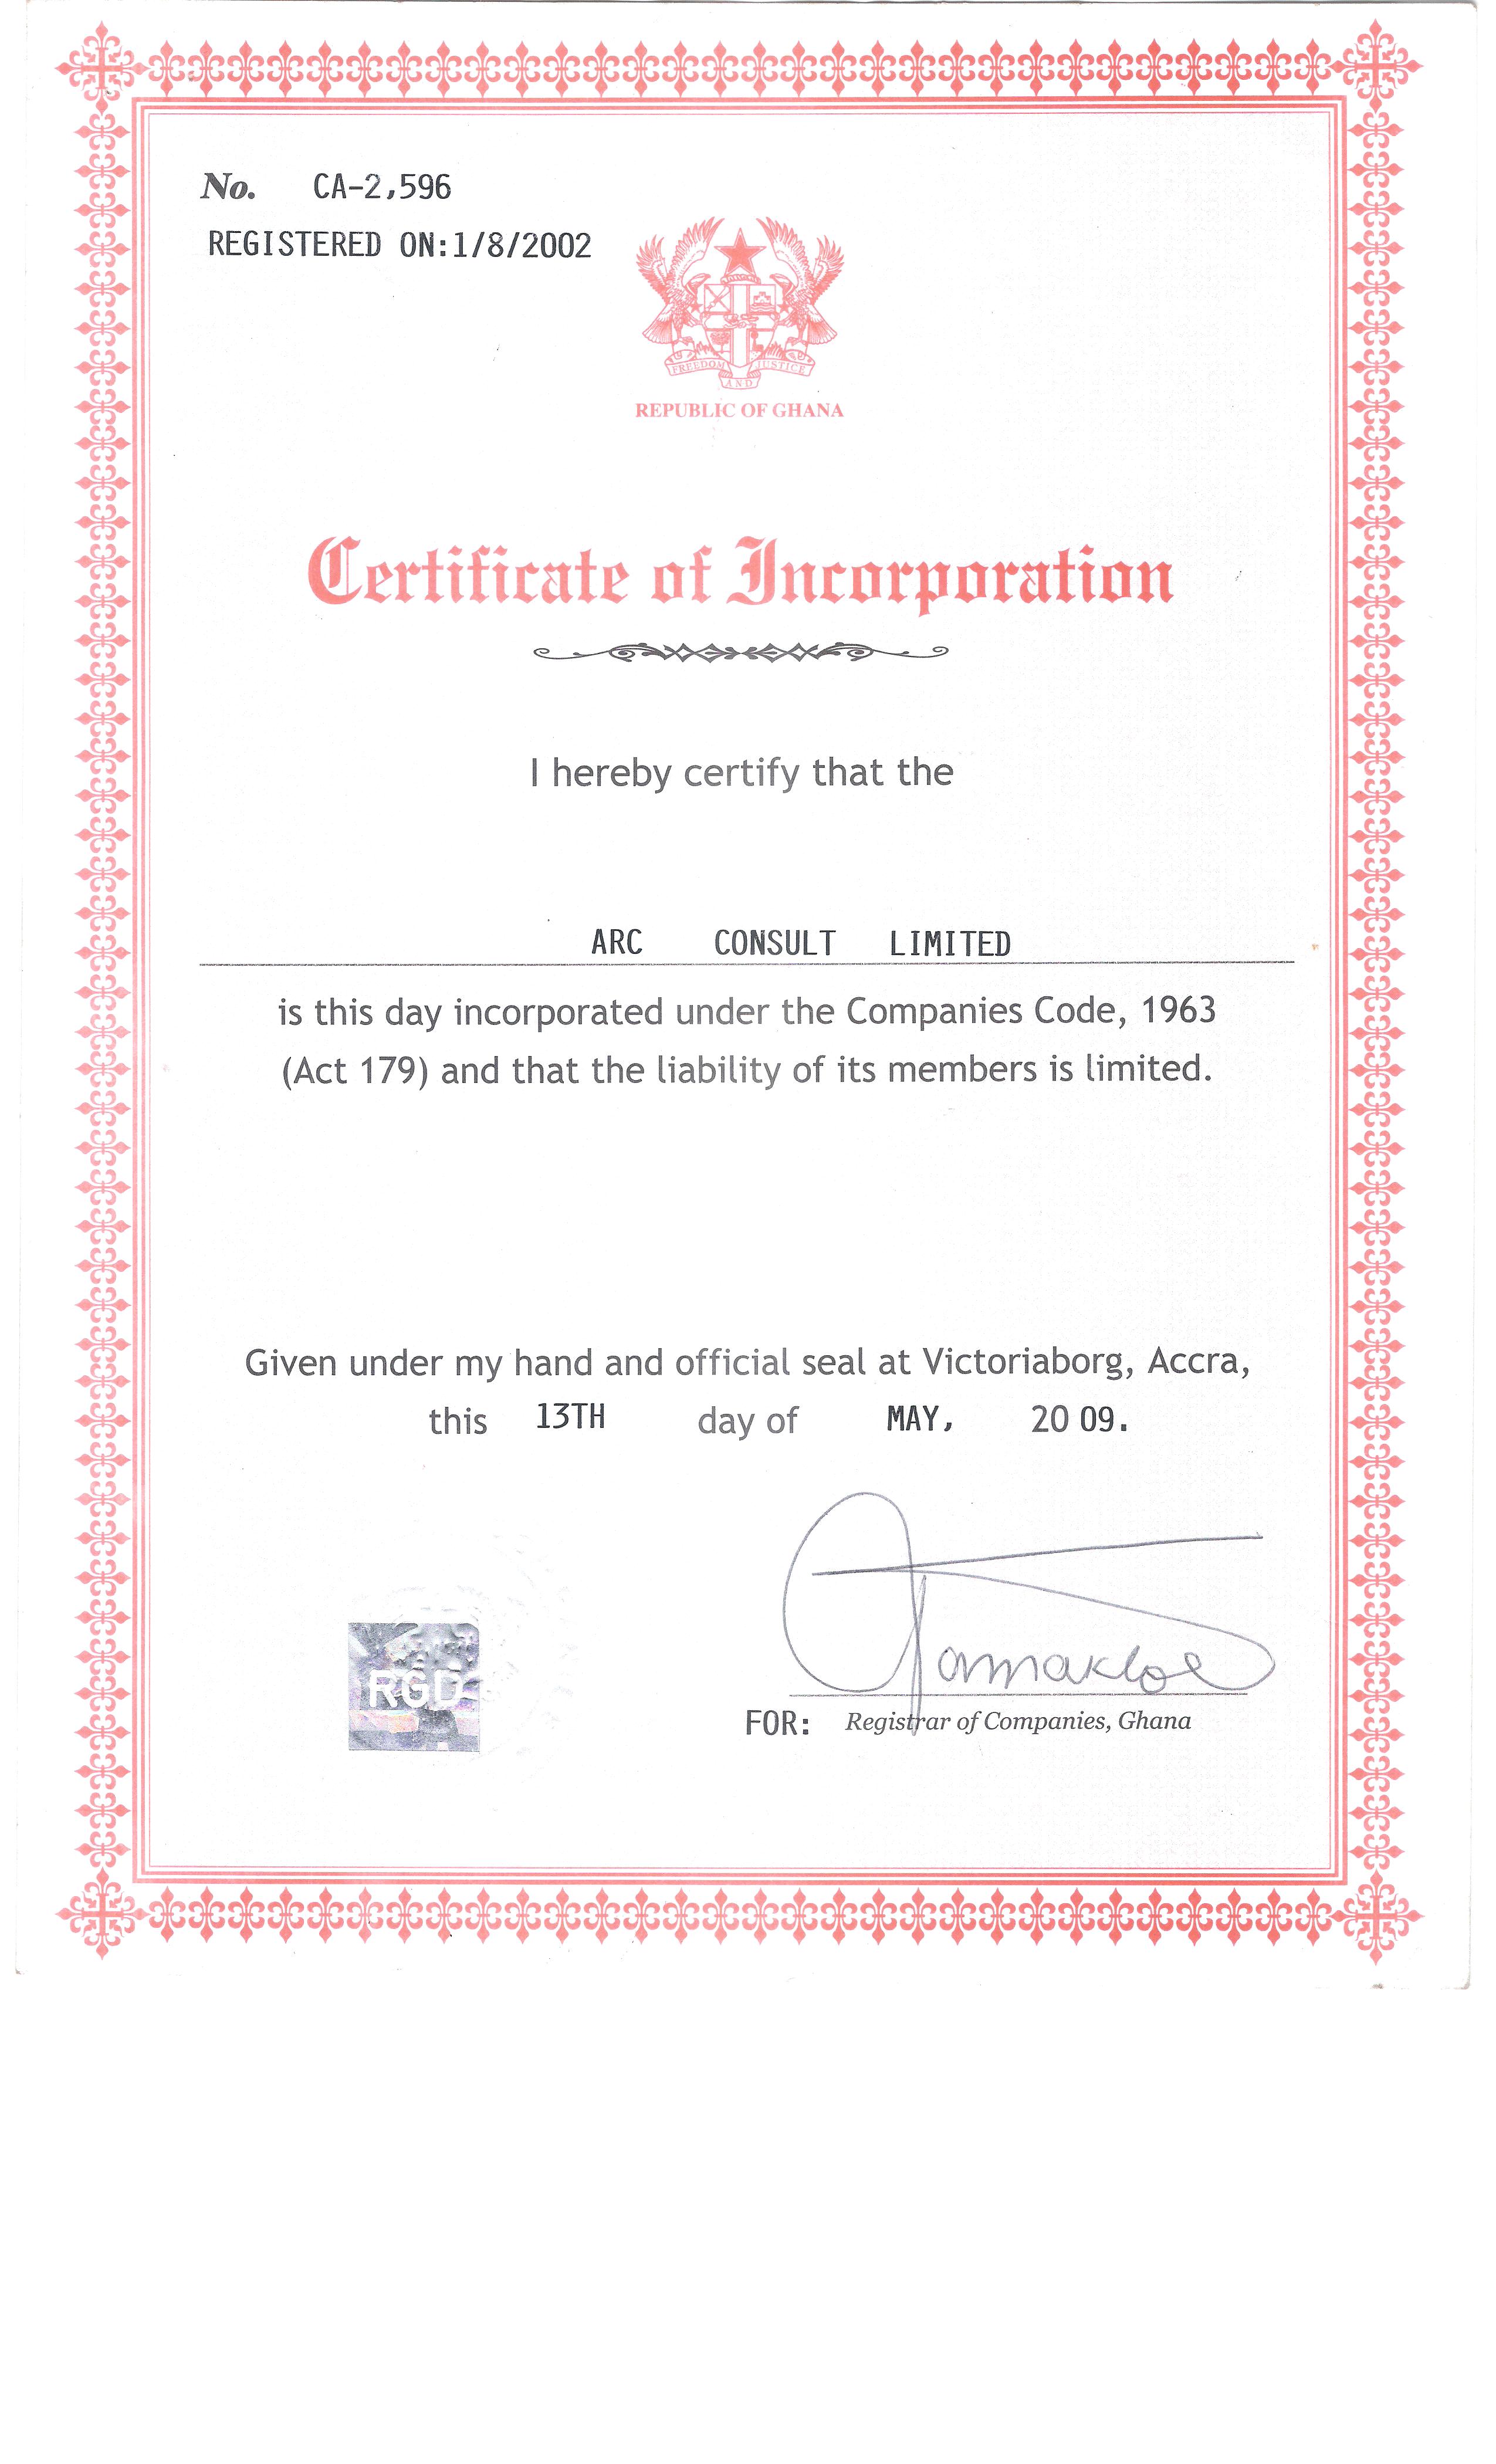 No. CA-2,596
REGISTERED ON:1/8/2002
FREEDOM AND JUSTICE
REPUBLIC OF GHANA
Certificate of Incorporation
I hereby certify that the
ARC CONSULT LIMITED
is this day incorporated under the Companies Code, 1963
(Act 179) and that the liability of its members is limited.
Given under my hand and official seal at Victoriaborg, Accra,
this 13TH day of MAY, 20 09.
RGD
FOR: Registrar of Companies, Ghana